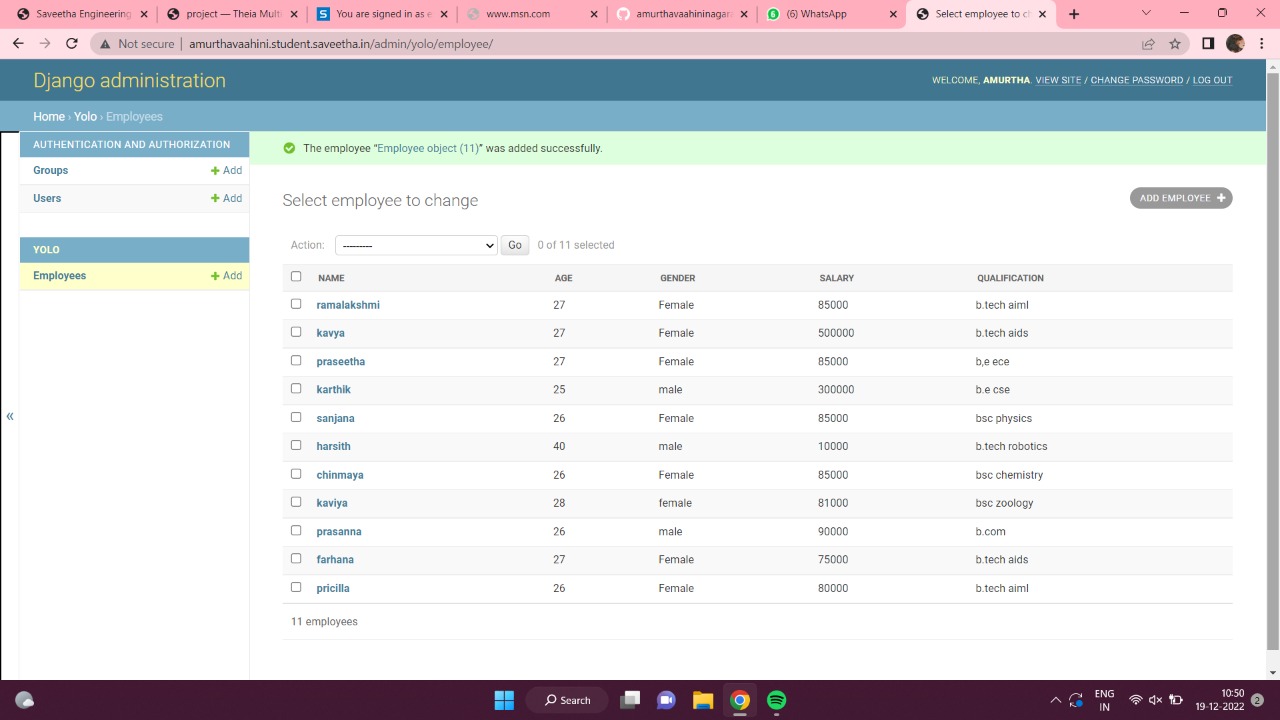 Saveetha Engineering
project — Theia Mult
S You are signed in as e
www.msn.com
amurthavaahininagara
6 (6) WhatsApp
Select employee to ch
Not secure | amurthavaahini.student.saveetha.in/admin/yolo/employee/
Django administration
WELCOME, AMURTHA. VIEW SITE / CHANGE PASSWORD / LOG OUT
Home › Yolo › Employees
AUTHENTICATION AND AUTHORIZATION
Groups + Add
Users + Add
YOLO
Employees + Add
«
The employee “Employee object (11)” was added successfully.
Select employee to change
ADD EMPLOYEE +
Action: --------- Go 0 of 11 selected
NAME AGE GENDER SALARY QUALIFICATION
ramalakshmi 27 Female 85000 b.tech aiml
kavya 27 Female 500000 b.tech aids
praseetha 27 Female 85000 b,e ece
karthik 25 male 300000 b.e cse
sanjana 26 Female 85000 bsc physics
harsith 40 male 10000 b.tech robotics
chinmaya 26 Female 85000 bsc chemistry
kaviya 28 female 81000 bsc zoology
prasanna 26 male 90000 b.com
farhana 27 Female 75000 b.tech aids
pricilla 26 Female 80000 b.tech aiml
11 employees
Search
ENG
IN
10:50
19-12-2022
2